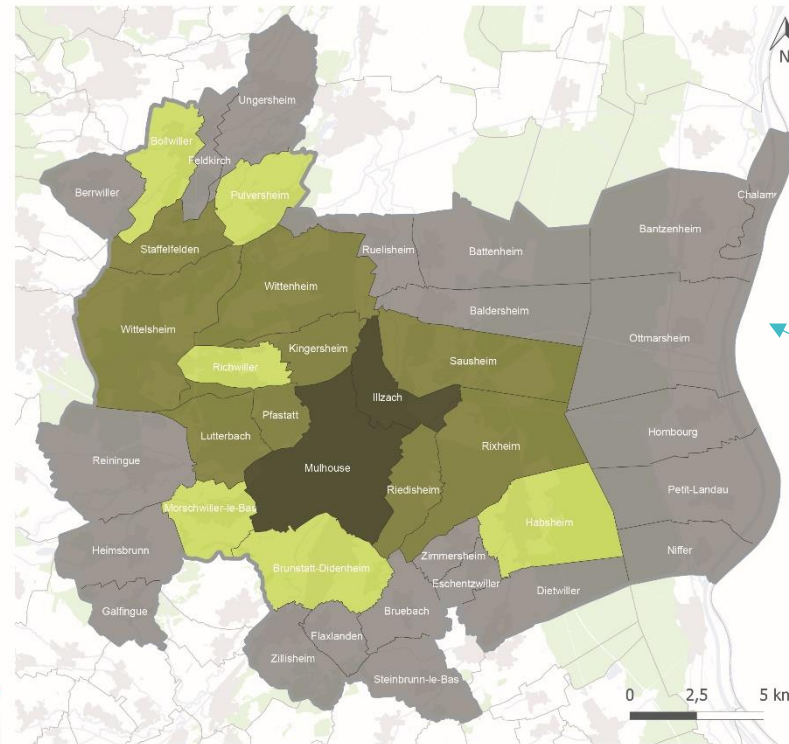 N
Ungersheim
Bollwiller
Feldkirch
Berrwiller
Pulversheim
Chalam
Bantzenheim
Staffelfelden
Ruelisheim
Battenheim
Wittenheim
Baldersheim
Wittelsheim
Ottmarsheim
Kingersheim
Sausheim
Richwiller
Illzach
Pfastatt
Lutterbach
Hombourg
Rixheim
Reiningue
Mulhouse
Riedisheim
Petit-Landau
Morschwiller-le-Bas
Habsheim
Heimsbrunn
Niffer
Zimmersheim
Brunstatt-Didenheim
Eschentzwiller
Dietwiller
Galfingue
Bruebach
Flaxlanden
Zillisheim
Steinbrunn-le-Bas
0 2,5 5 km